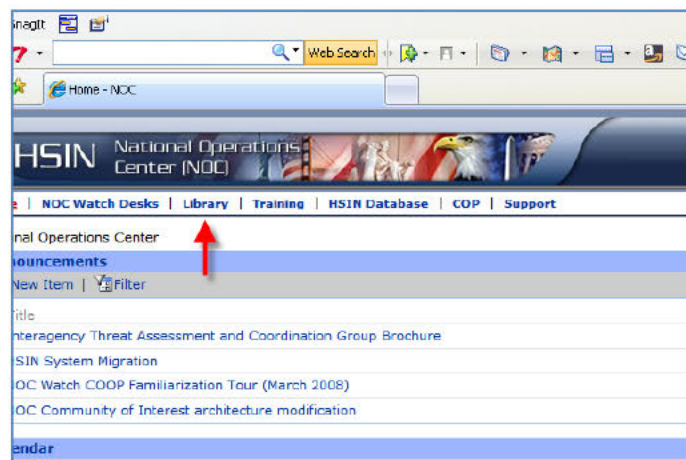 SnagIt
Web Search
Home - NOC
HSIN National Operations
Center (NOC)
e | NOC Watch Desks | Library | Training | HSIN Database | COP | Support
nal Operations Center
nouncements
New Item | Filter
Title
nteragency Threat Assessment and Coordination Group Brochure
HSIN System Migration
NOC Watch COOP Familiarization Tour (March 2008)
NOC Community of Interest architecture modification
endar